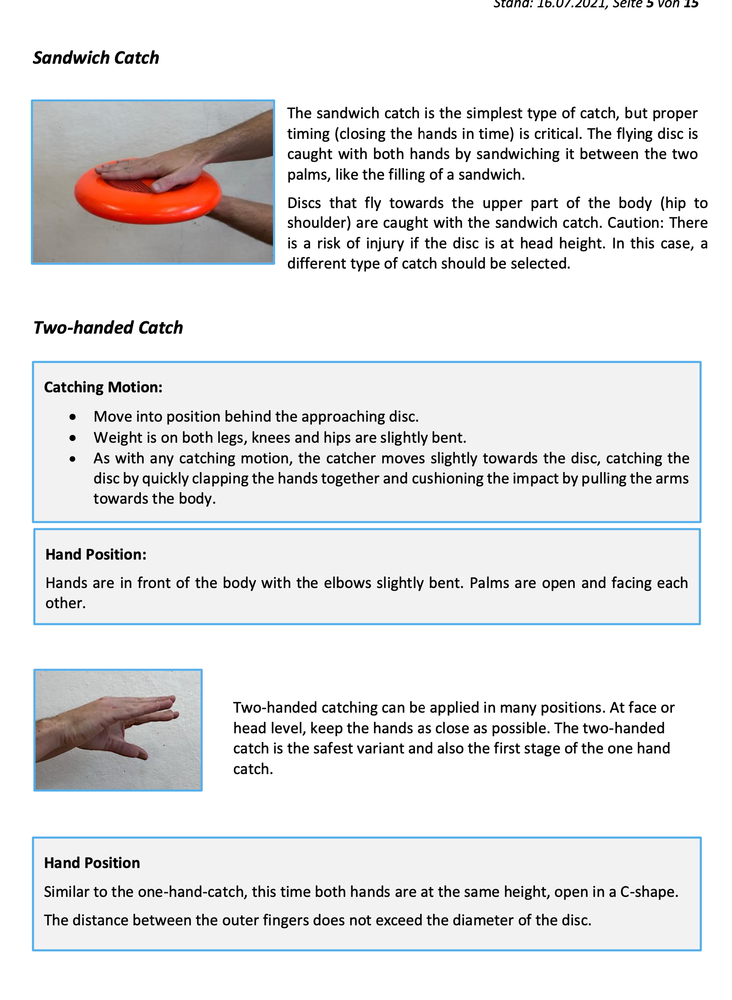 Stand: 16.07.2021, Seite 5 von 15
Sandwich Catch
The sandwich catch is the simplest type of catch, but proper
timing (closing the hands in time) is critical. The flying disc is
caught with both hands by sandwiching it between the two
palms, like the filling of a sandwich.
Discs that fly towards the upper part of the body (hip to
shoulder) are caught with the sandwich catch. Caution: There
is a risk of injury if the disc is at head height. In this case, a
different type of catch should be selected.
Two-handed Catch
Catching Motion:
• Move into position behind the approaching disc.
• Weight is on both legs, knees and hips are slightly bent.
• As with any catching motion, the catcher moves slightly towards the disc, catching the
disc by quickly clapping the hands together and cushioning the impact by pulling the arms
towards the body.
Hand Position:
Hands are in front of the body with the elbows slightly bent. Palms are open and facing each
other.
Two-handed catching can be applied in many positions. At face or
head level, keep the hands as close as possible. The two-handed
catch is the safest variant and also the first stage of the one hand
catch.
Hand Position
Similar to the one-hand-catch, this time both hands are at the same height, open in a C-shape.
The distance between the outer fingers does not exceed the diameter of the disc.